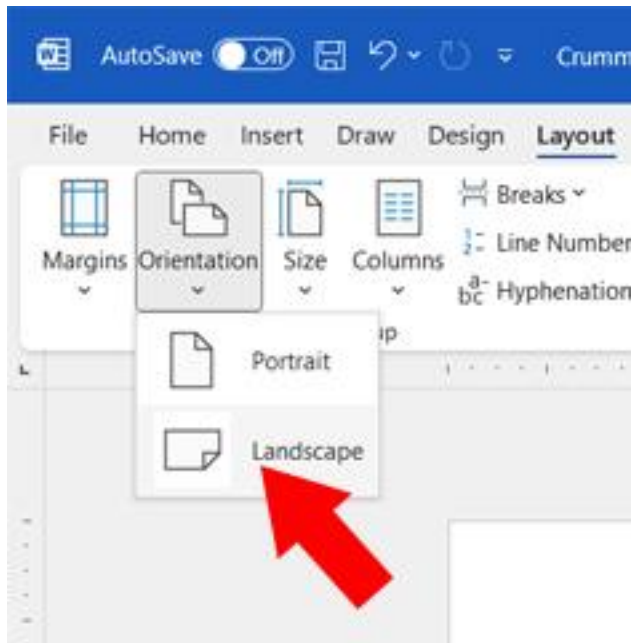 AutoSave Off Crumm
File Home Insert Draw Design Layout
Margins Orientation Size Columns
Breaks
Line Number
Hyphenation
Portrait
Landscape